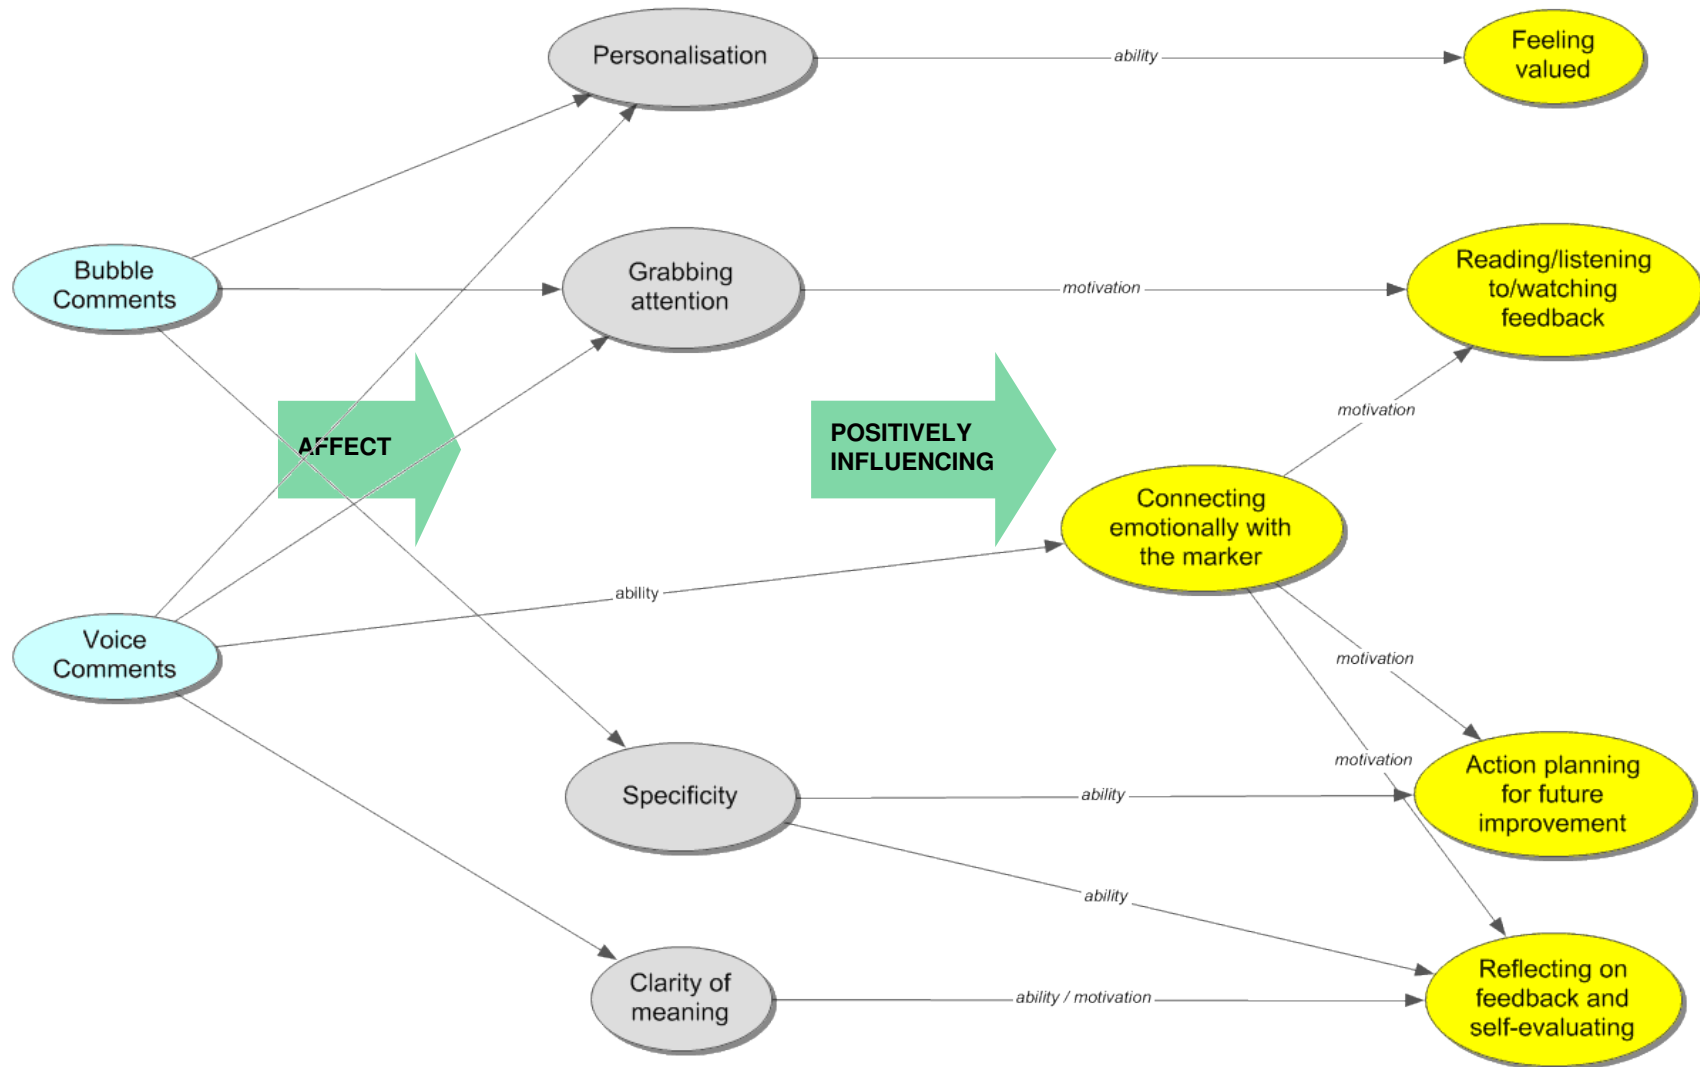 Personalisation
ability
Feeling
valued
Bubble
Comments
Grabbing
attention
motivation
Reading/listening
to/watching
feedback
AFFECT
POSITIVELY
INFLUENCING
motivation
Connecting
emotionally with
the marker
ability
Voice
Comments
motivation
motivation
Specificity
ability
Action planning
for future
improvement
ability
Clarity of
meaning
ability / motivation
Reflecting on
feedback and
self-evaluating